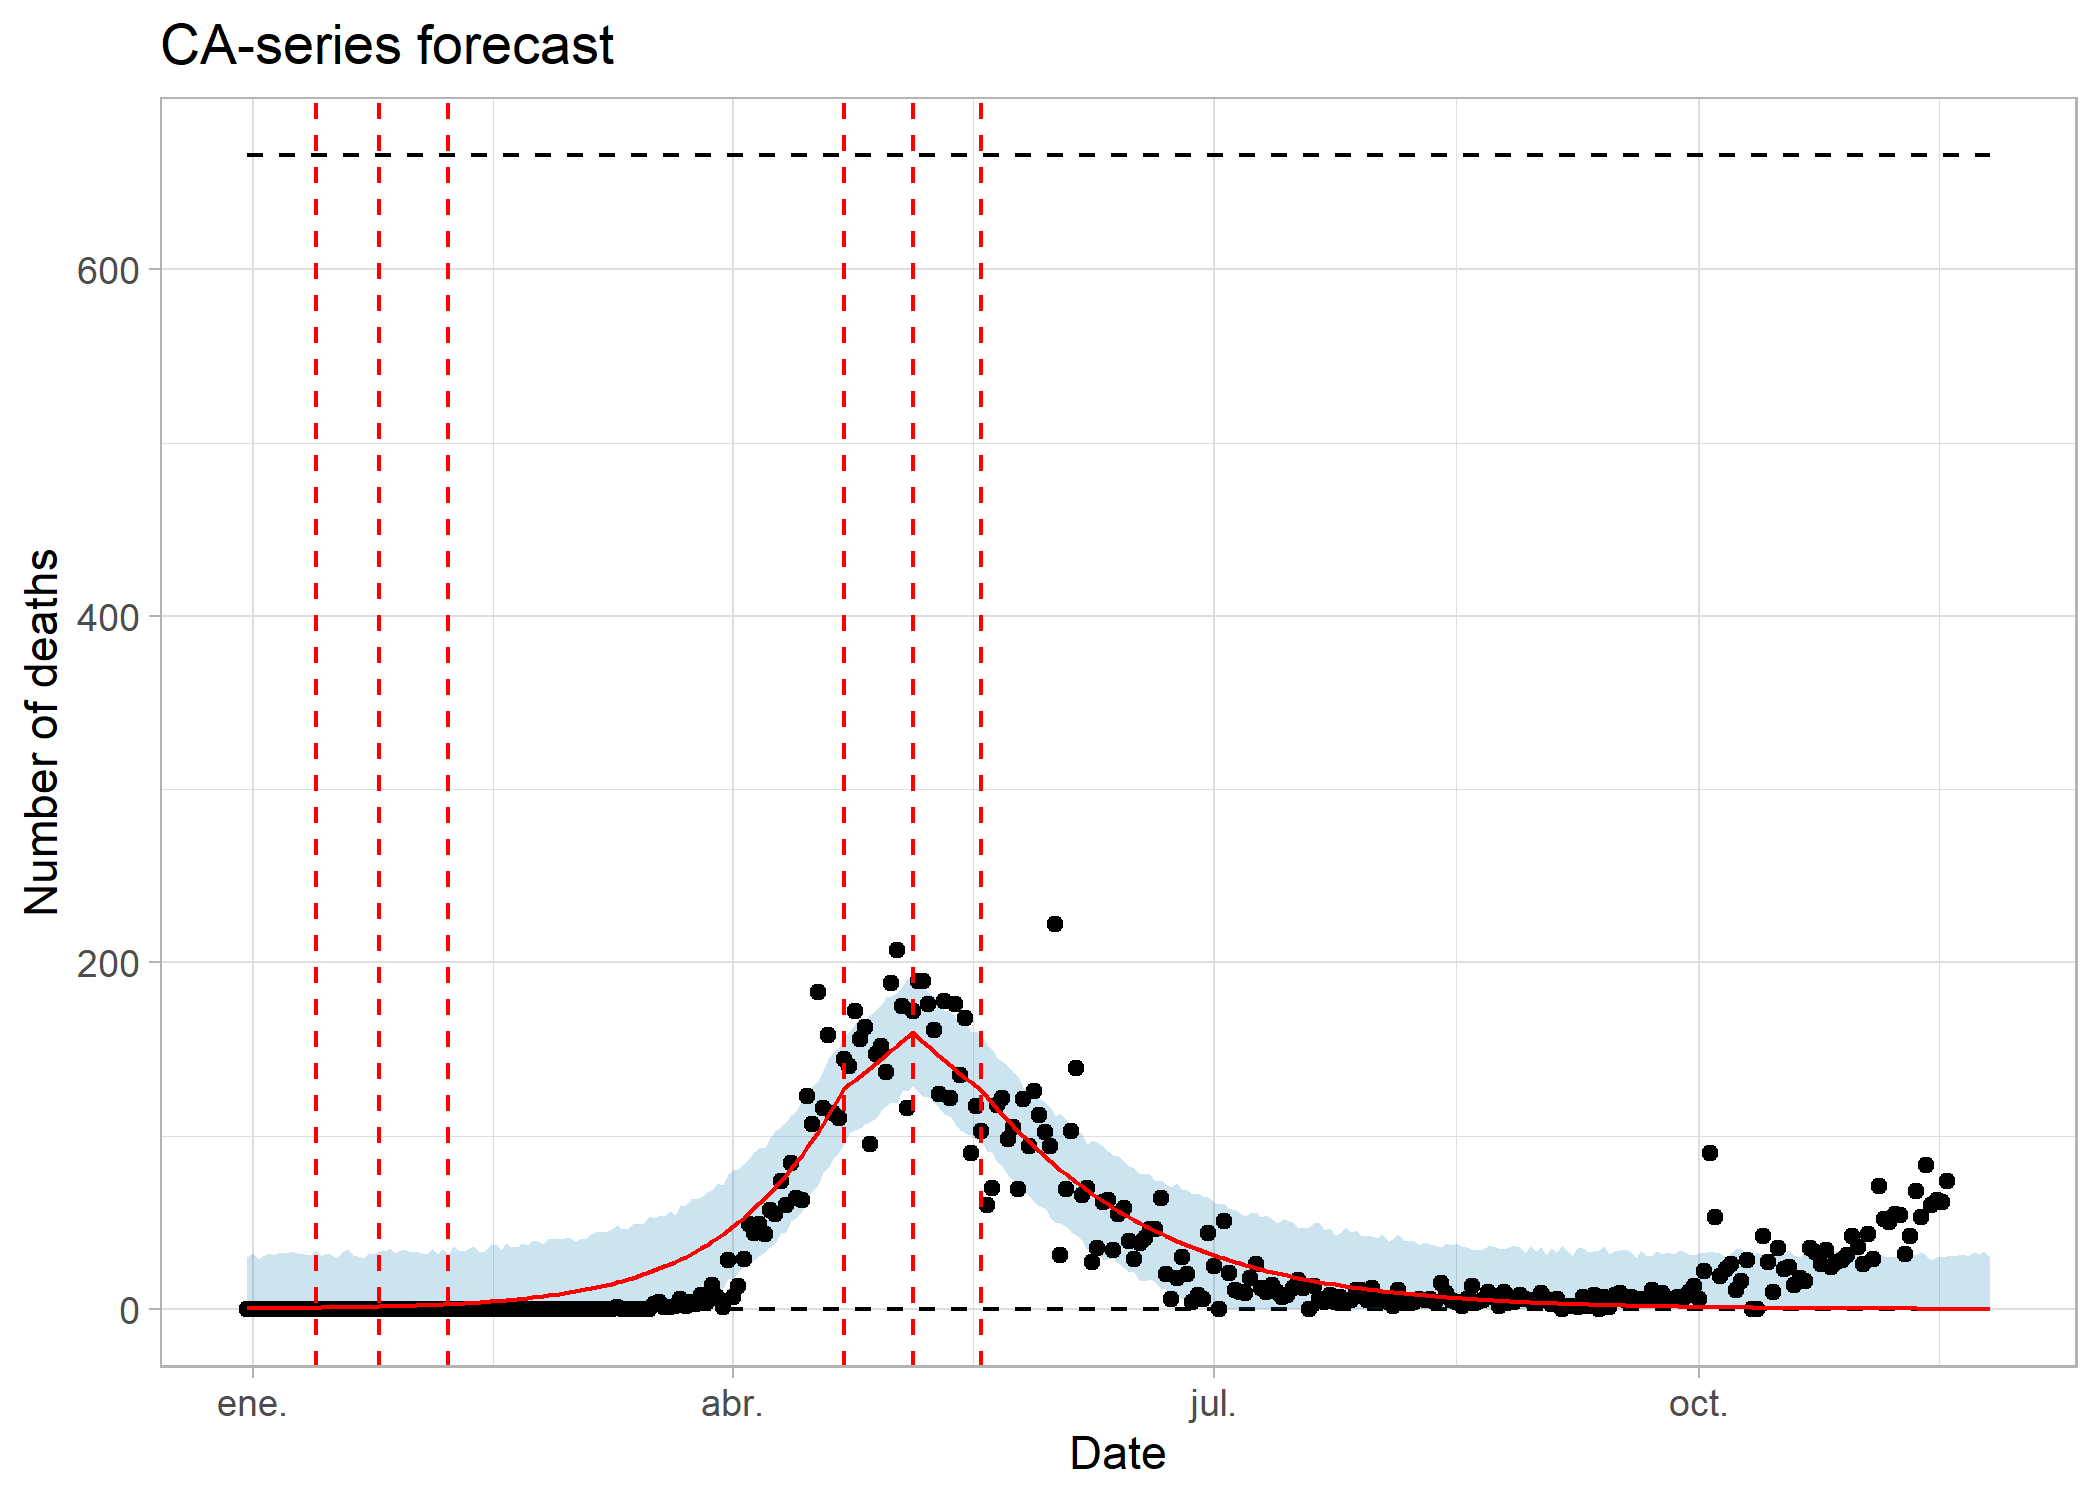 CA-series forecast
Number of deaths
600
400
200
0
ene.
abr.
jul.
oct.
Date